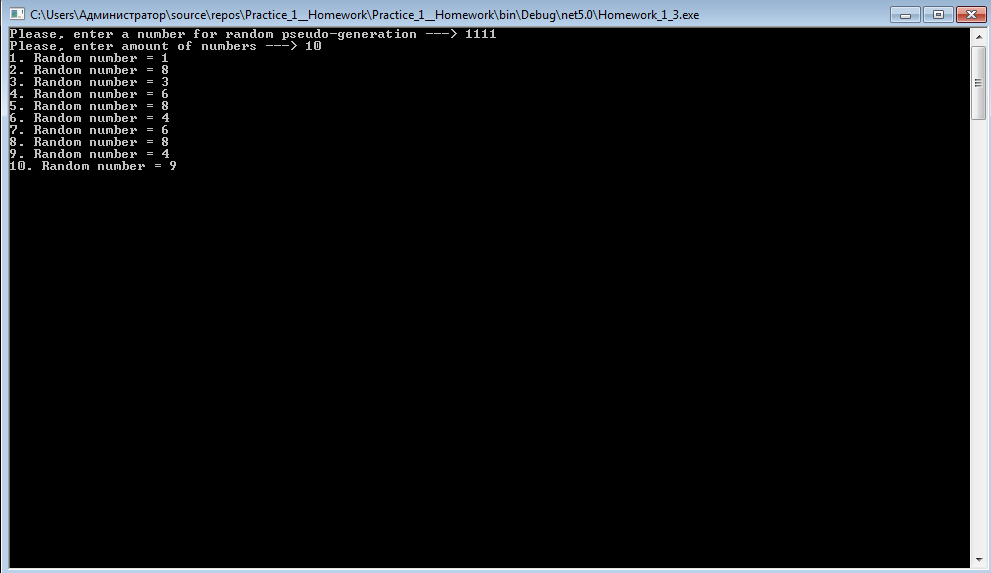 C:\Users\Администратор\source\repos\Practice_1__Homework\Practice_1__Homework\bin\Debug\net5.0\Homework_1_3.exe
Please, enter a number for random pseudo-generation ---> 1111
Please, enter amount of numbers ---> 10
1. Random number = 1
2. Random number = 8
3. Random number = 3
4. Random number = 6
5. Random number = 8
6. Random number = 4
7. Random number = 6
8. Random number = 8
9. Random number = 4
10. Random number = 9